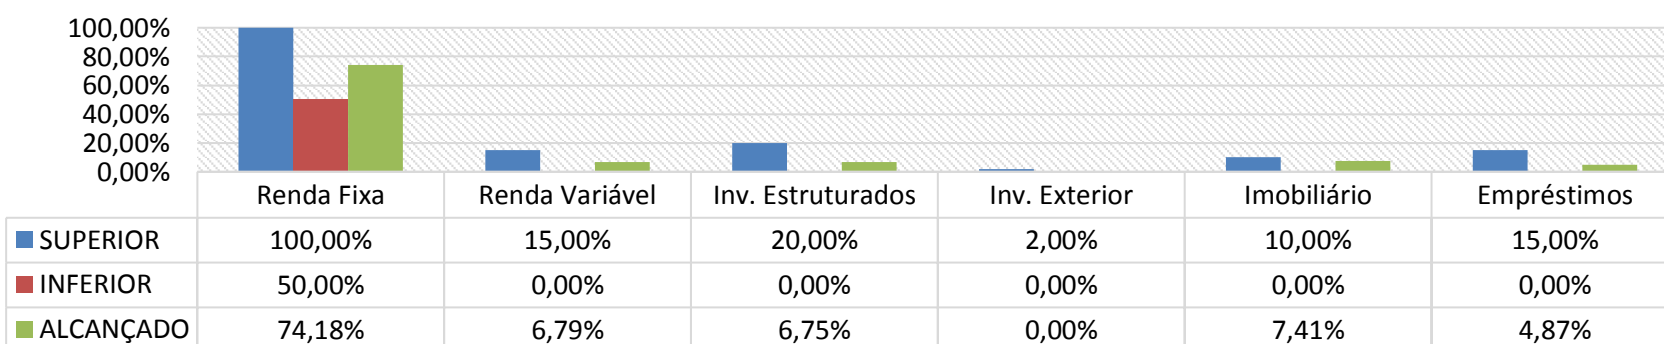 100,00%
80,00%
60,00%
40,00%
20,00%
0,00%
Renda Fixa Renda Variável Inv. Estruturados Inv. Exterior Imobiliário Empréstimos
SUPERIOR 100,00% 15,00% 20,00% 2,00% 10,00% 15,00%
INFERIOR 50,00% 0,00% 0,00% 0,00% 0,00% 0,00%
ALCANÇADO 74,18% 6,79% 6,75% 0,00% 7,41% 4,87%